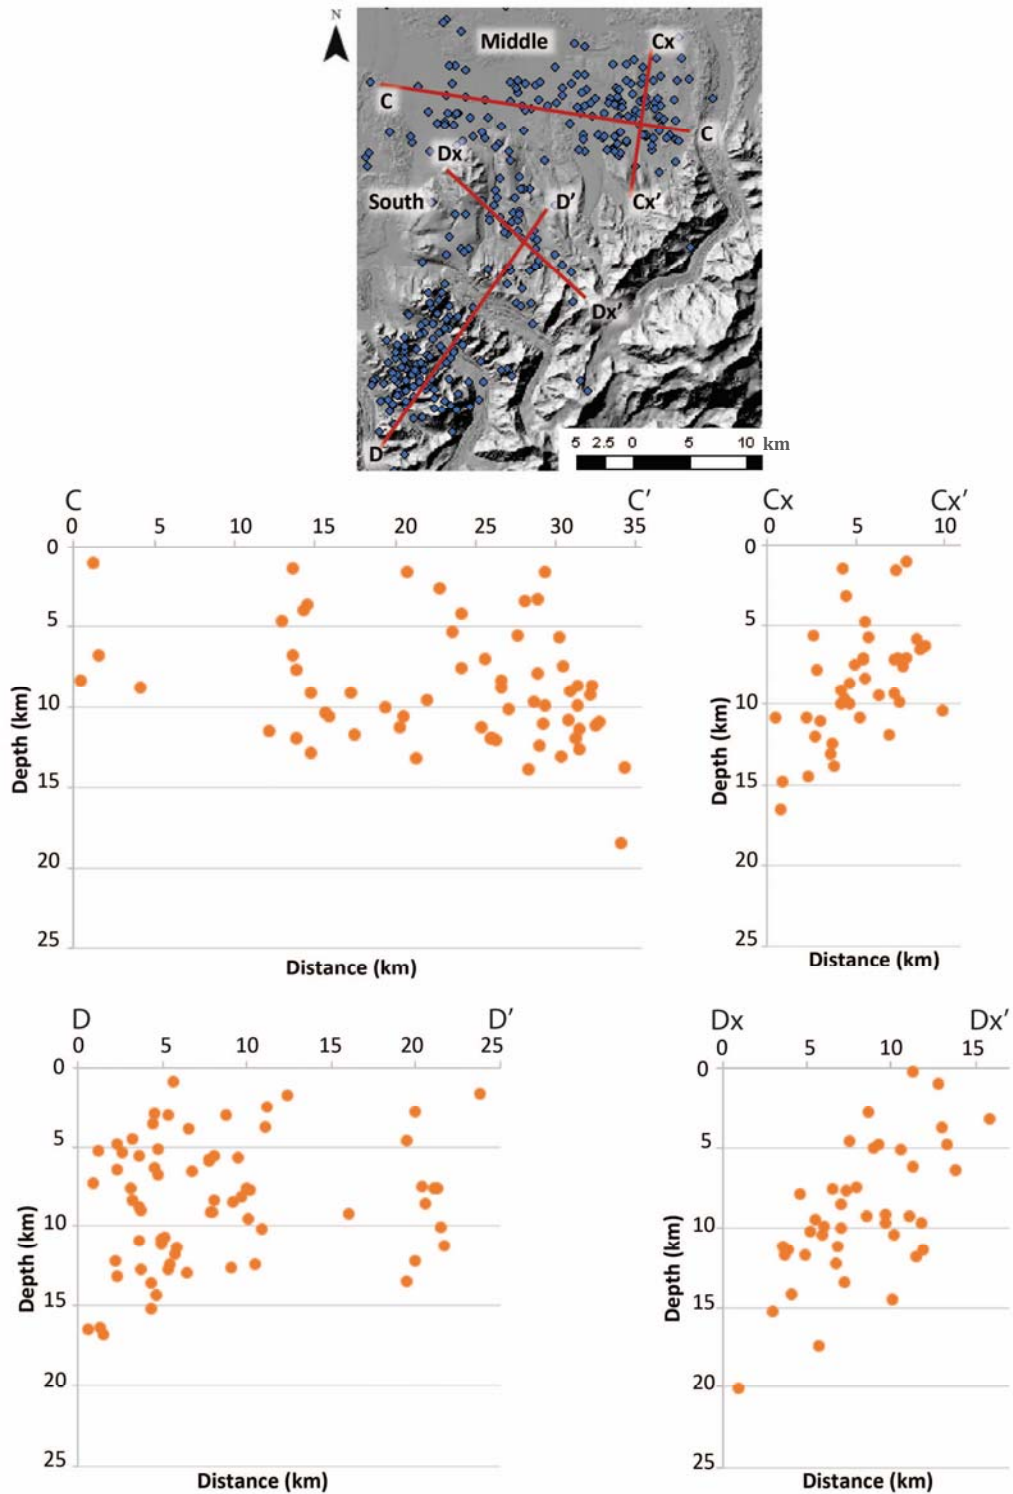 N
Middle
Cx
C
C
Dx
South
D'
Cx'
Dx'
D
5 2.5 0 5 10 km
C C'
0 5 10 15 20 25 30 35
0
5
10
15
20
25
Depth (km)
Distance (km)
Cx Cx'
0 5 10
0
5
10
15
20
25
Depth (km)
Distance (km)
D D'
0 5 10 15 20 25
0
5
10
15
20
25
Depth (km)
Distance (km)
Dx Dx'
0 5 10 15
0
5
10
15
20
25
Depth (km)
Distance (km)